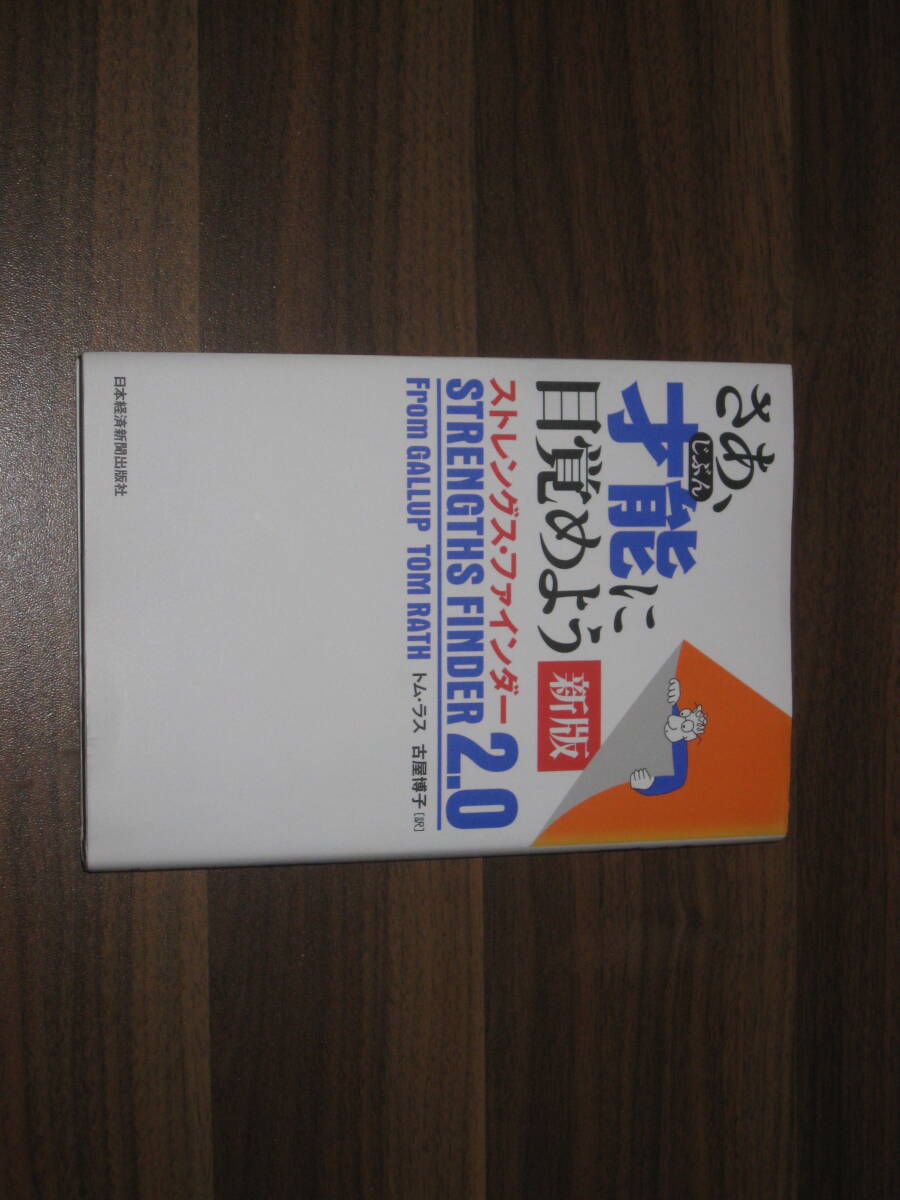 さあ、
才能に
じぶん
目覚めよう
新版
ストレングス・ファインダー
STRENGTHS FINDER 2.0
From GALLUP TOM RATH
トム・ラス 古屋博子[訳]
日本経済新聞出版社